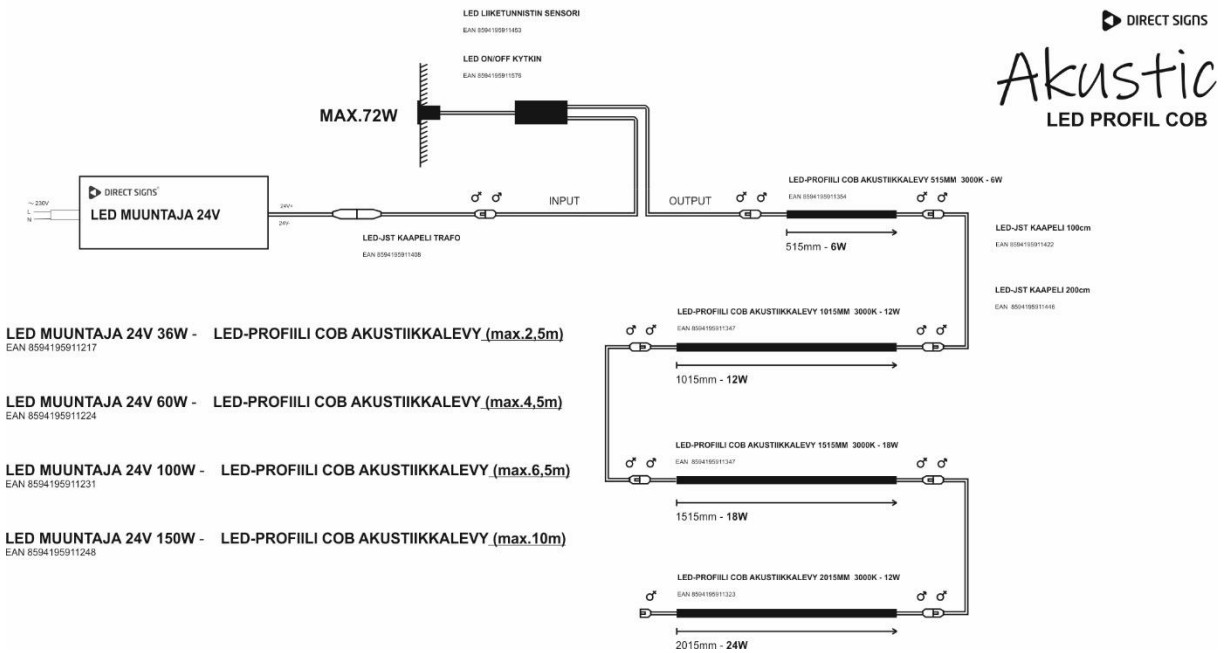 LED LIIKETUNNISTIN SENSORI
EAN 8594195911453
LED ON/OFF KYTKIN
EAN 8594195911576
DIRECT SIGNS
Akustic
LED PROFIL COB
MAX.72W
DIRECT SIGNS
LED MUUNTAJA 24V
~ 230V
L
N
24V+
24V-
LED-JST KAAPELI TRAFO
EAN 8594195911408
INPUT
OUTPUT
LED-PROFIILI COB AKUSTIIKKALEVY 515MM 3000K - 6W
EAN 8594195911384
515mm - 6W
LED-JST KAAPELI 100cm
EAN 8594195911422
LED-JST KAAPELI 200cm
EAN 8594195911446
LED-PROFIILI COB AKUSTIIKKALEVY 1015MM 3000K - 12W
EAN 8594195911347
1015mm - 12W
LED-PROFIILI COB AKUSTIIKKALEVY 1515MM 3000K - 18W
EAN 8594195911347
1515mm - 18W
LED-PROFIILI COB AKUSTIIKKALEVY 2015MM 3000K - 12W
EAN 8594195911323
2015mm - 24W
LED MUUNTAJA 24V 36W - LED-PROFIILI COB AKUSTIIKKALEVY (max.2,5m)
EAN 8594195911217
LED MUUNTAJA 24V 60W - LED-PROFIILI COB AKUSTIIKKALEVY (max.4,5m)
EAN 8594195911224
LED MUUNTAJA 24V 100W - LED-PROFIILI COB AKUSTIIKKALEVY (max.6,5m)
EAN 8594195911231
LED MUUNTAJA 24V 150W - LED-PROFIILI COB AKUSTIIKKALEVY (max.10m)
EAN 8594195911248